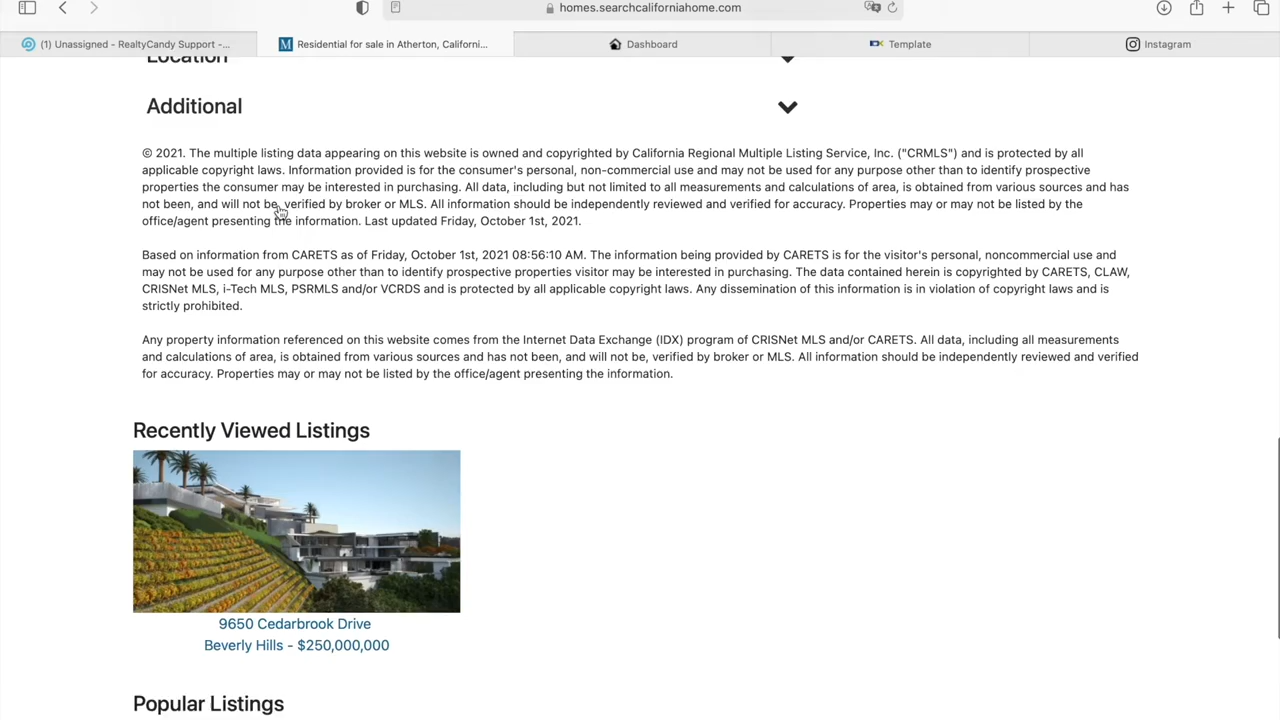 homes.searchcaliforniahome.com
(1) Unassigned - RealtyCandy Support -...
Residential for sale in Atherton, Californi...
Dashboard
Template
Instagram
Location
Additional
© 2021. The multiple listing data appearing on this website is owned and copyrighted by California Regional Multiple Listing Service, Inc. ("CRMLS") and is protected by all
applicable copyright laws. Information provided is for the consumer's personal, non-commercial use and may not be used for any purpose other than to identify prospective
properties the consumer may be interested in purchasing. All data, including but not limited to all measurements and calculations of area, is obtained from various sources and has
not been, and will not be, verified by broker or MLS. All information should be independently reviewed and verified for accuracy. Properties may or may not be listed by the
office/agent presenting the information. Last updated Friday, October 1st, 2021.
Based on information from CARETS as of Friday, October 1st, 2021 08:56:10 AM. The information being provided by CARETS is for the visitor's personal, noncommercial use and
may not be used for any purpose other than to identify prospective properties visitor may be interested in purchasing. The data contained herein is copyrighted by CARETS, CLAW,
CRISNet MLS, i-Tech MLS, PSRMLS and/or VCRDS and is protected by all applicable copyright laws. Any dissemination of this information is in violation of copyright laws and is
strictly prohibited.
Any property information referenced on this website comes from the Internet Data Exchange (IDX) program of CRISNet MLS and/or CARETS. All data, including all measurements
and calculations of area, is obtained from various sources and has not been, and will not be, verified by broker or MLS. All information should be independently reviewed and verified
for accuracy. Properties may or may not be listed by the office/agent presenting the information.
Recently Viewed Listings
9650 Cedarbrook Drive
Beverly Hills - $250,000,000
Popular Listings